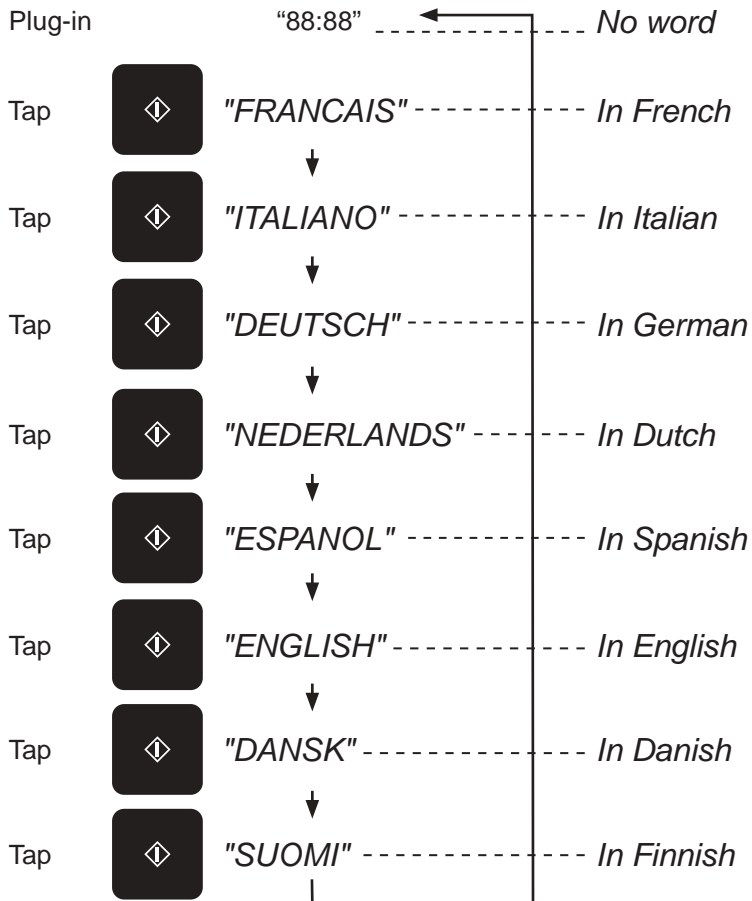 Plug-in “88:88” No word
Tap "FRANCAIS" In French
Tap "ITALIANO" In Italian
Tap "DEUTSCH" In German
Tap "NEDERLANDS" In Dutch
Tap "ESPANOL" In Spanish
Tap "ENGLISH" In English
Tap "DANSK" In Danish
Tap "SUOMI" In Finnish